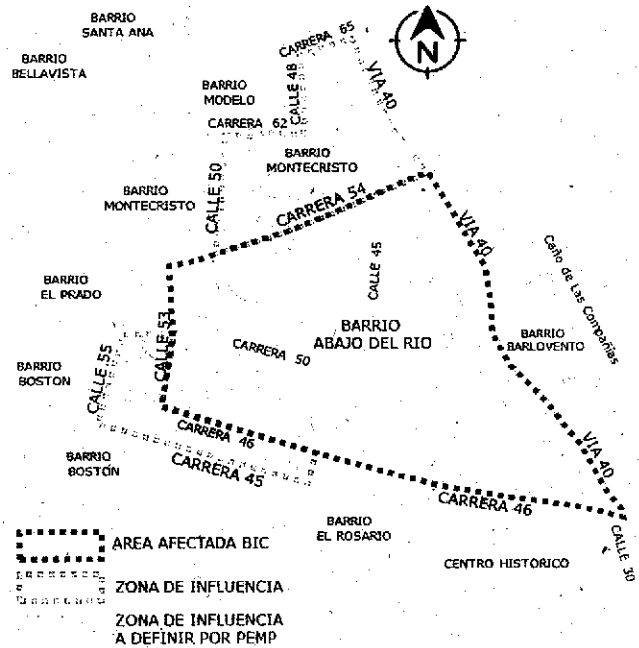 BARRIO
SANTA ANA
BARRIO
BELLAVISTA
CARRERA 65
N
CALLE 48
VIA 40
BARRIO
MODELO
CARRERA 62
BARRIO
MONTECRISTO
CALLE 50
BARRIO
MONTECRISTO
CARRERA 54
VIA 40
CALLE 45
Caño de Las Compañias
BARRIO
EL PRADO
BARRIO
ABAJO DEL RIO
BARRIO
BARLOVENTO
CALLE 53
CARRERA 50
CALLE 55
BARRIO
BOSTON
CARRERA 46
BARRIO
BOSTÓN
CARRERA 45
VIA 40
CARRERA 46
BARRIO
EL ROSARIO
CALLE 30
CENTRO HISTÓRICO
AREA AFECTADA BIC
ZONA DE INFLUENCIA
ZONA DE INFLUENCIA
A DEFINIR POR PEMP